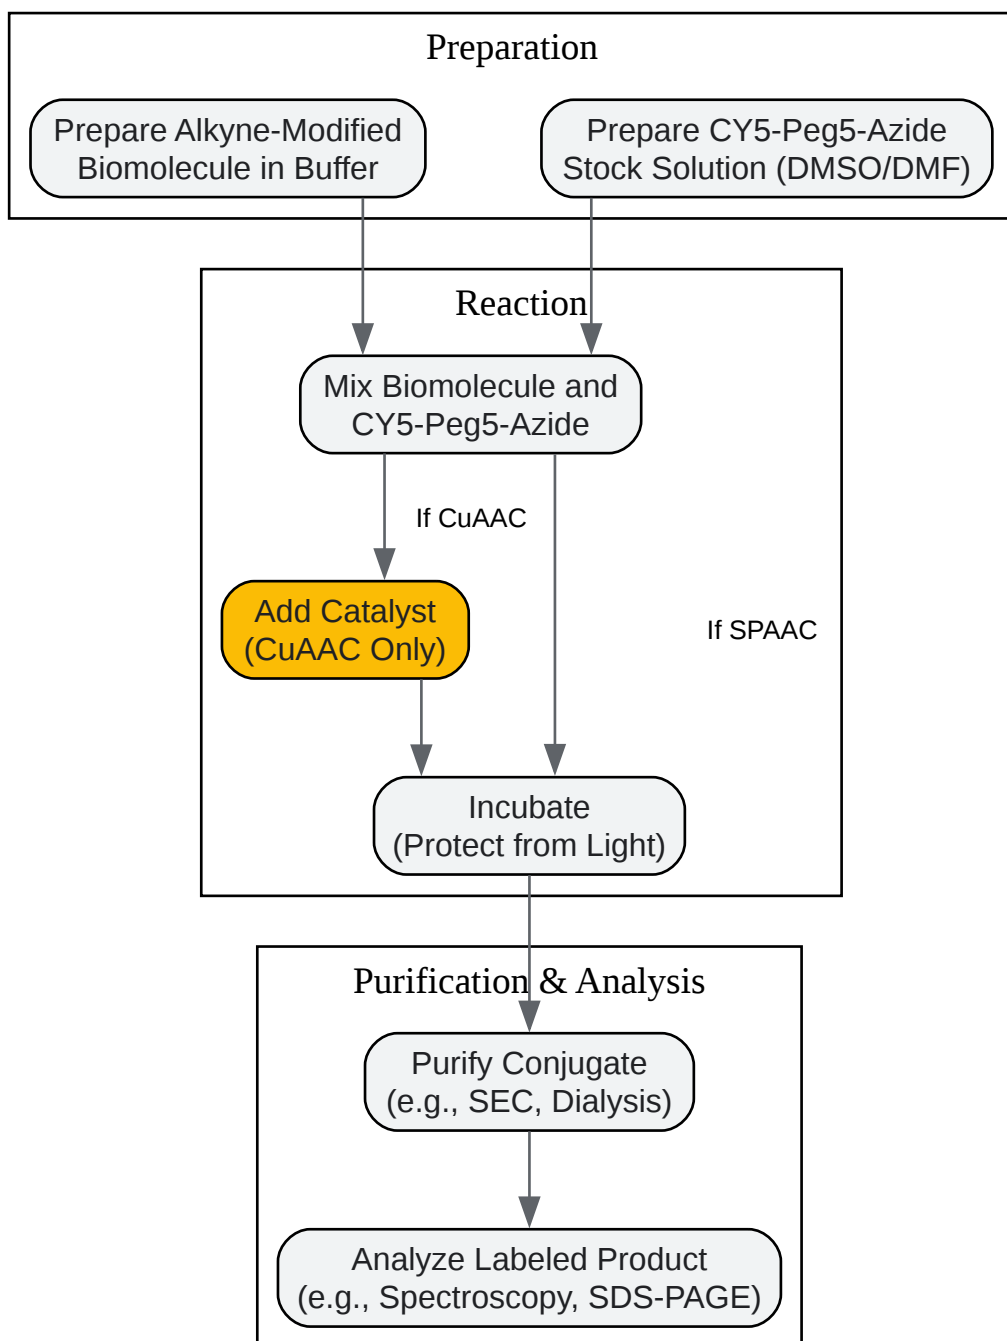 Preparation
Prepare Alkyne-Modified
Biomolecule in Buffer
Prepare CY5-Peg5-Azide
Stock Solution (DMSO/DMF)
Reaction
Mix Biomolecule and
CY5-Peg5-Azide
If CuAAC
Add Catalyst
(CuAAC Only)
If SPAAC
Incubate
(Protect from Light)
Purification & Analysis
Purify Conjugate
(e.g., SEC, Dialysis)
Analyze Labeled Product
(e.g., Spectroscopy, SDS-PAGE)